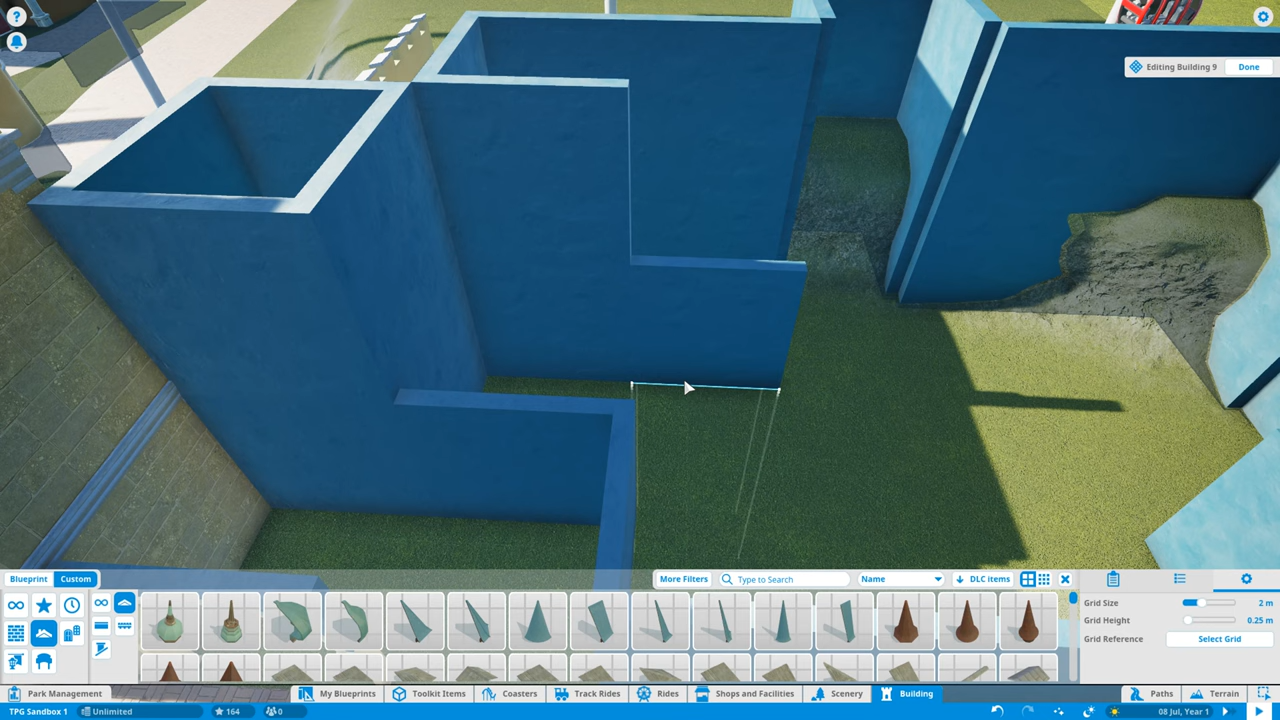 ?
Editing Building 9
Done
Blueprint
Custom
More Filters
Type to Search
Name
DLC items
Grid Size
2 m
Grid Height
0.25 m
Grid Reference
Select Grid
Park Management
My Blueprints
Toolkit Items
Coasters
Track Rides
Rides
Shops and Facilities
Scenery
Building
Paths
Terrain
TPG Sandbox 1
Unlimited
164
0
08 Jul, Year 1